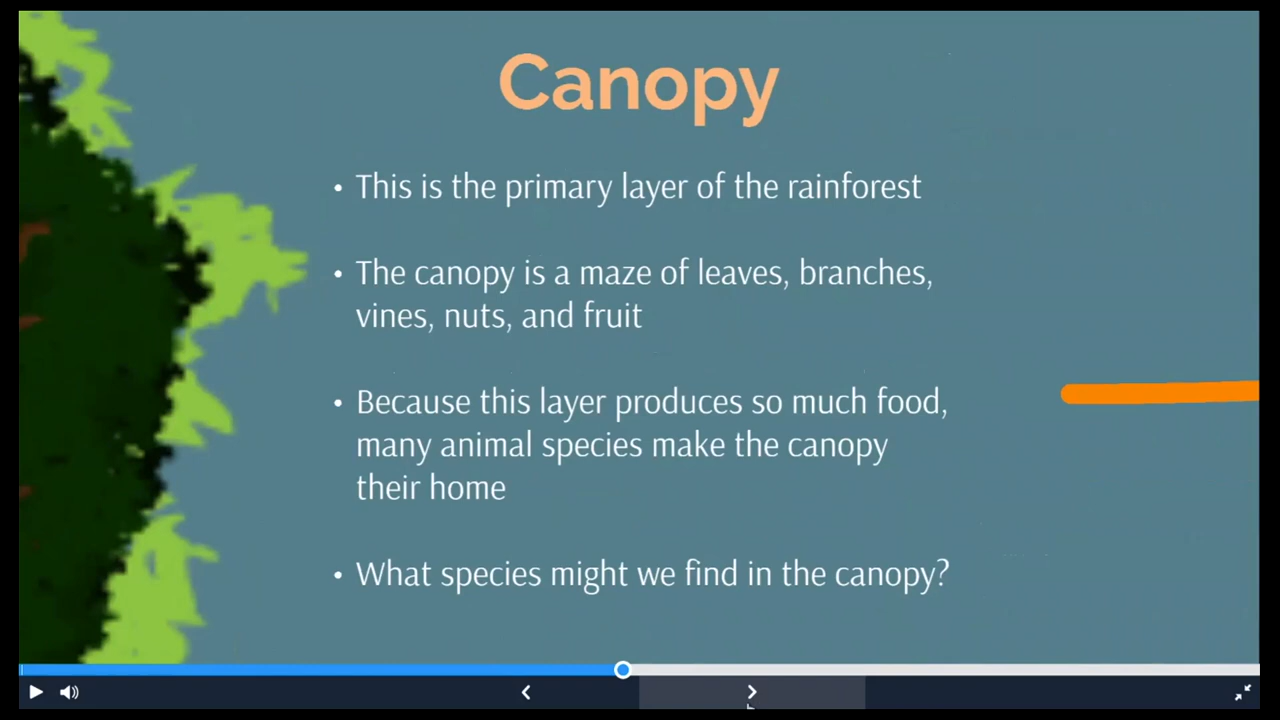 Canopy
• This is the primary layer of the rainforest
• The canopy is a maze of leaves, branches,
vines, nuts, and fruit
• Because this layer produces so much food,
many animal species make the canopy
their home
• What species might we find in the canopy?